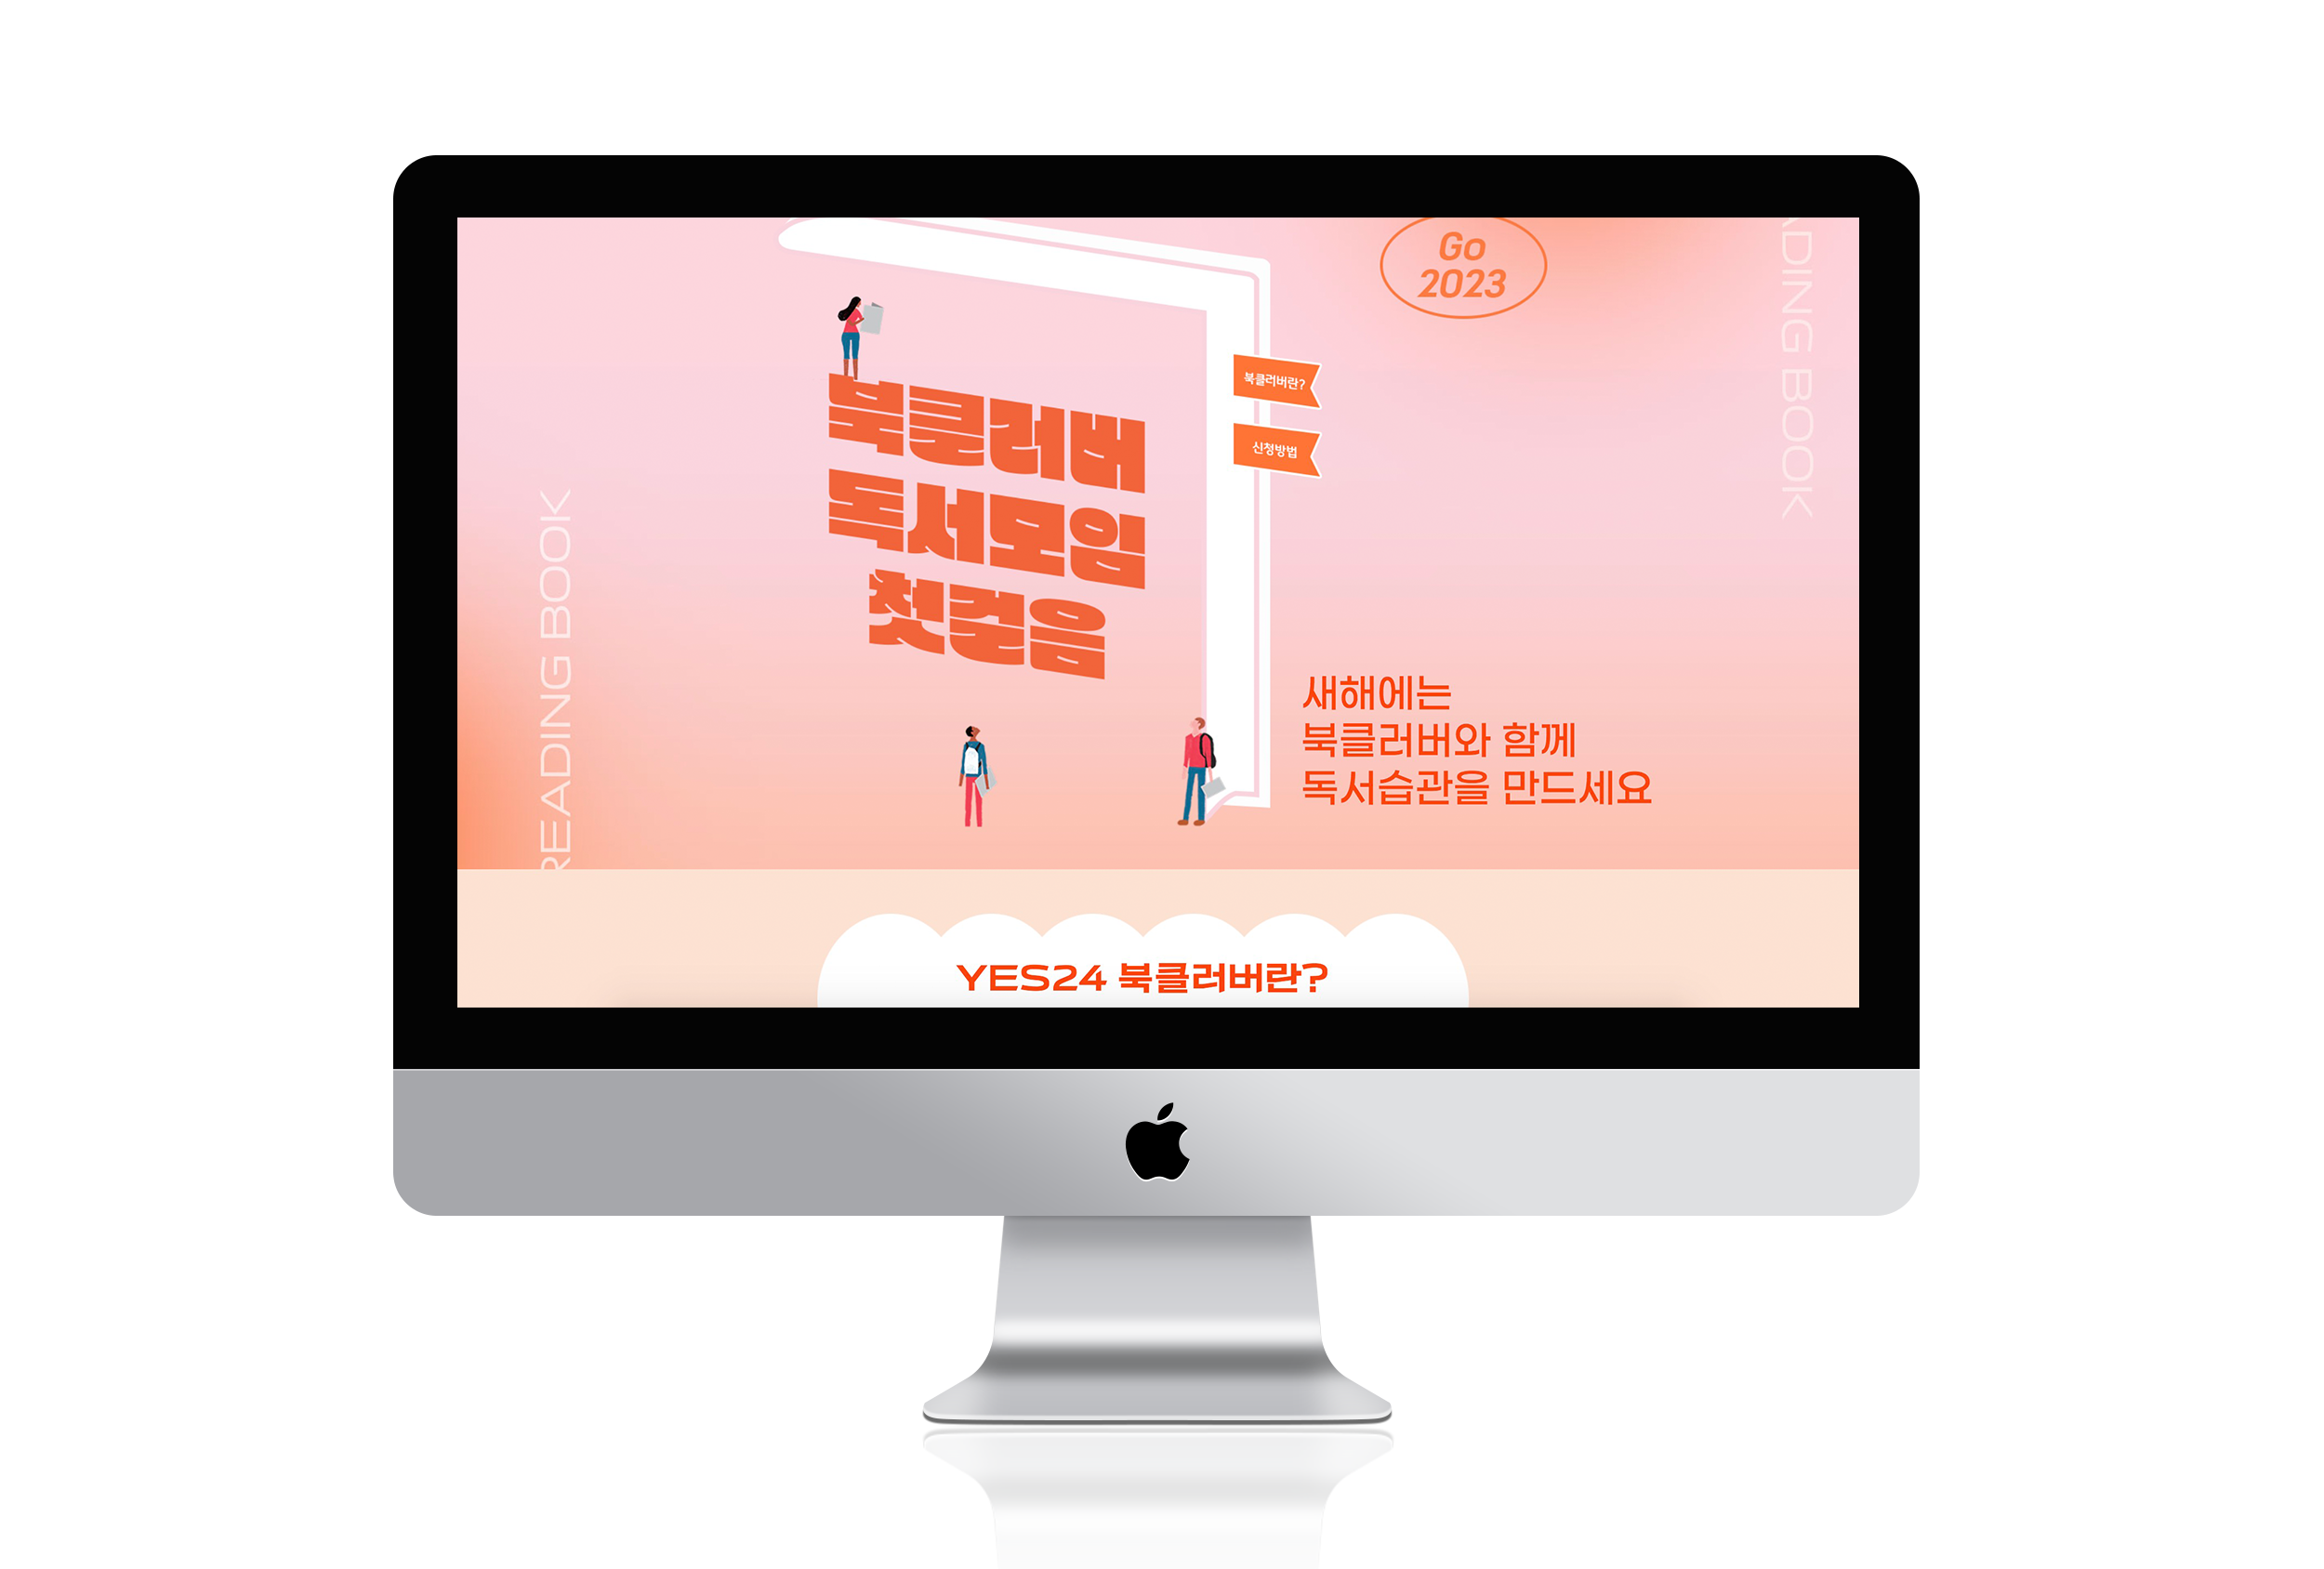 Go
2023
북클러버란?
신청방법
북클러버
독서모임
첫걸음
READING BOOK
ADING BOOK
새해에는
북클러버와 함께
독서습관을 만드세요
YES24 북클러버란?